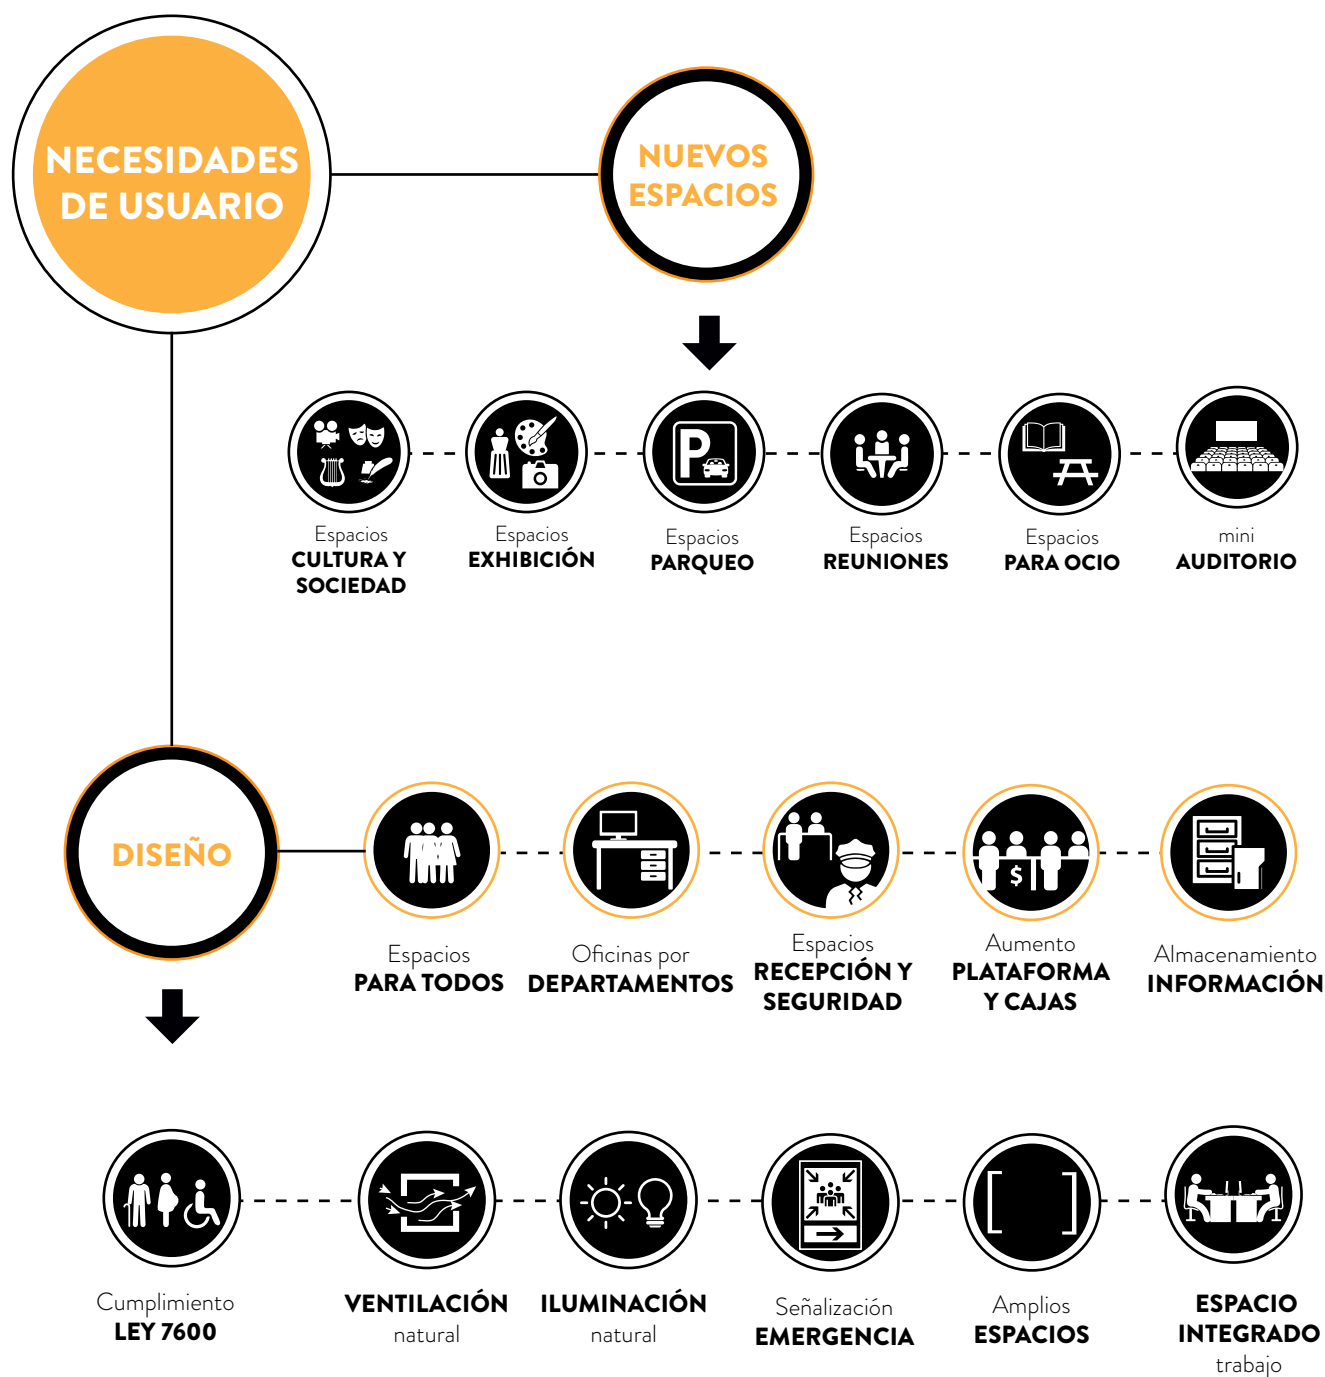 NECESIDADES
DE USUARIO
NUEVOS
ESPACIOS
P
Espacios
CULTURA Y
SOCIEDAD
Espacios
EXHIBICIÓN
Espacios
PARQUEO
Espacios
REUNIONES
Espacios
PARA OCIO
mini
AUDITORIO
DISEÑO
$
Espacios
PARA TODOS
Oficinas por
DEPARTAMENTOS
Espacios
RECEPCIÓN Y
SEGURIDAD
Aumento
PLATAFORMA
Y CAJAS
Almacenamiento
INFORMACIÓN
Cumplimiento
LEY 7600
VENTILACIÓN
natural
ILUMINACIÓN
natural
Señalización
EMERGENCIA
Amplios
ESPACIOS
ESPACIO
INTEGRADO
trabajo